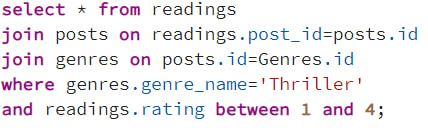 select * from readings
join posts on readings.post_id=posts.id
join genres on posts.id=Genres.id
where genres.genre_name='Thriller'
and readings.rating between 1 and 4;